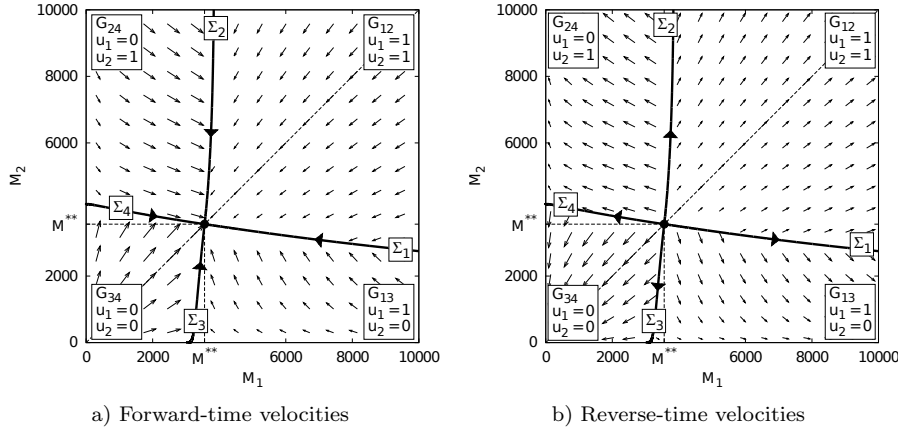 10000
8000
6000
M**
2000
0
M₂
G₂₄
u₁=0
u₂=1
Σ₂
G₁₂
u₁=1
u₂=1
Σ₄
Σ₁
G₃₄
u₁=0
u₂=0
Σ₃
G₁₃
u₁=1
u₂=0
0 2000 M** 6000 8000 10000
M₁
a) Forward-time velocities
10000
8000
6000
M**
2000
0
M₂
G₂₄
u₁=0
u₂=1
Σ₂
G₁₂
u₁=1
u₂=1
Σ₄
Σ₁
G₃₄
u₁=0
u₂=0
Σ₃
G₁₃
u₁=1
u₂=0
0 2000 M** 6000 8000 10000
M₁
b) Reverse-time velocities